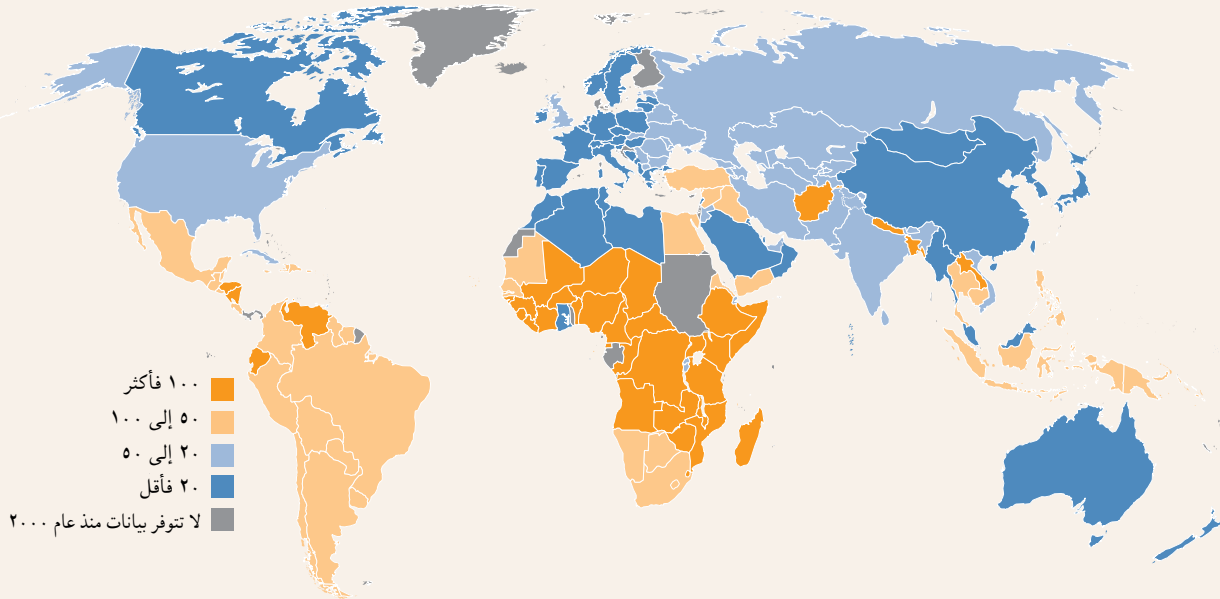 ١٠٠ فأكثر
٥٠ إلى ١٠٠
٢٠ إلى ٥٠
٢٠ فأقل
لا تتوفر بيانات منذ عام ٢٠٠٠